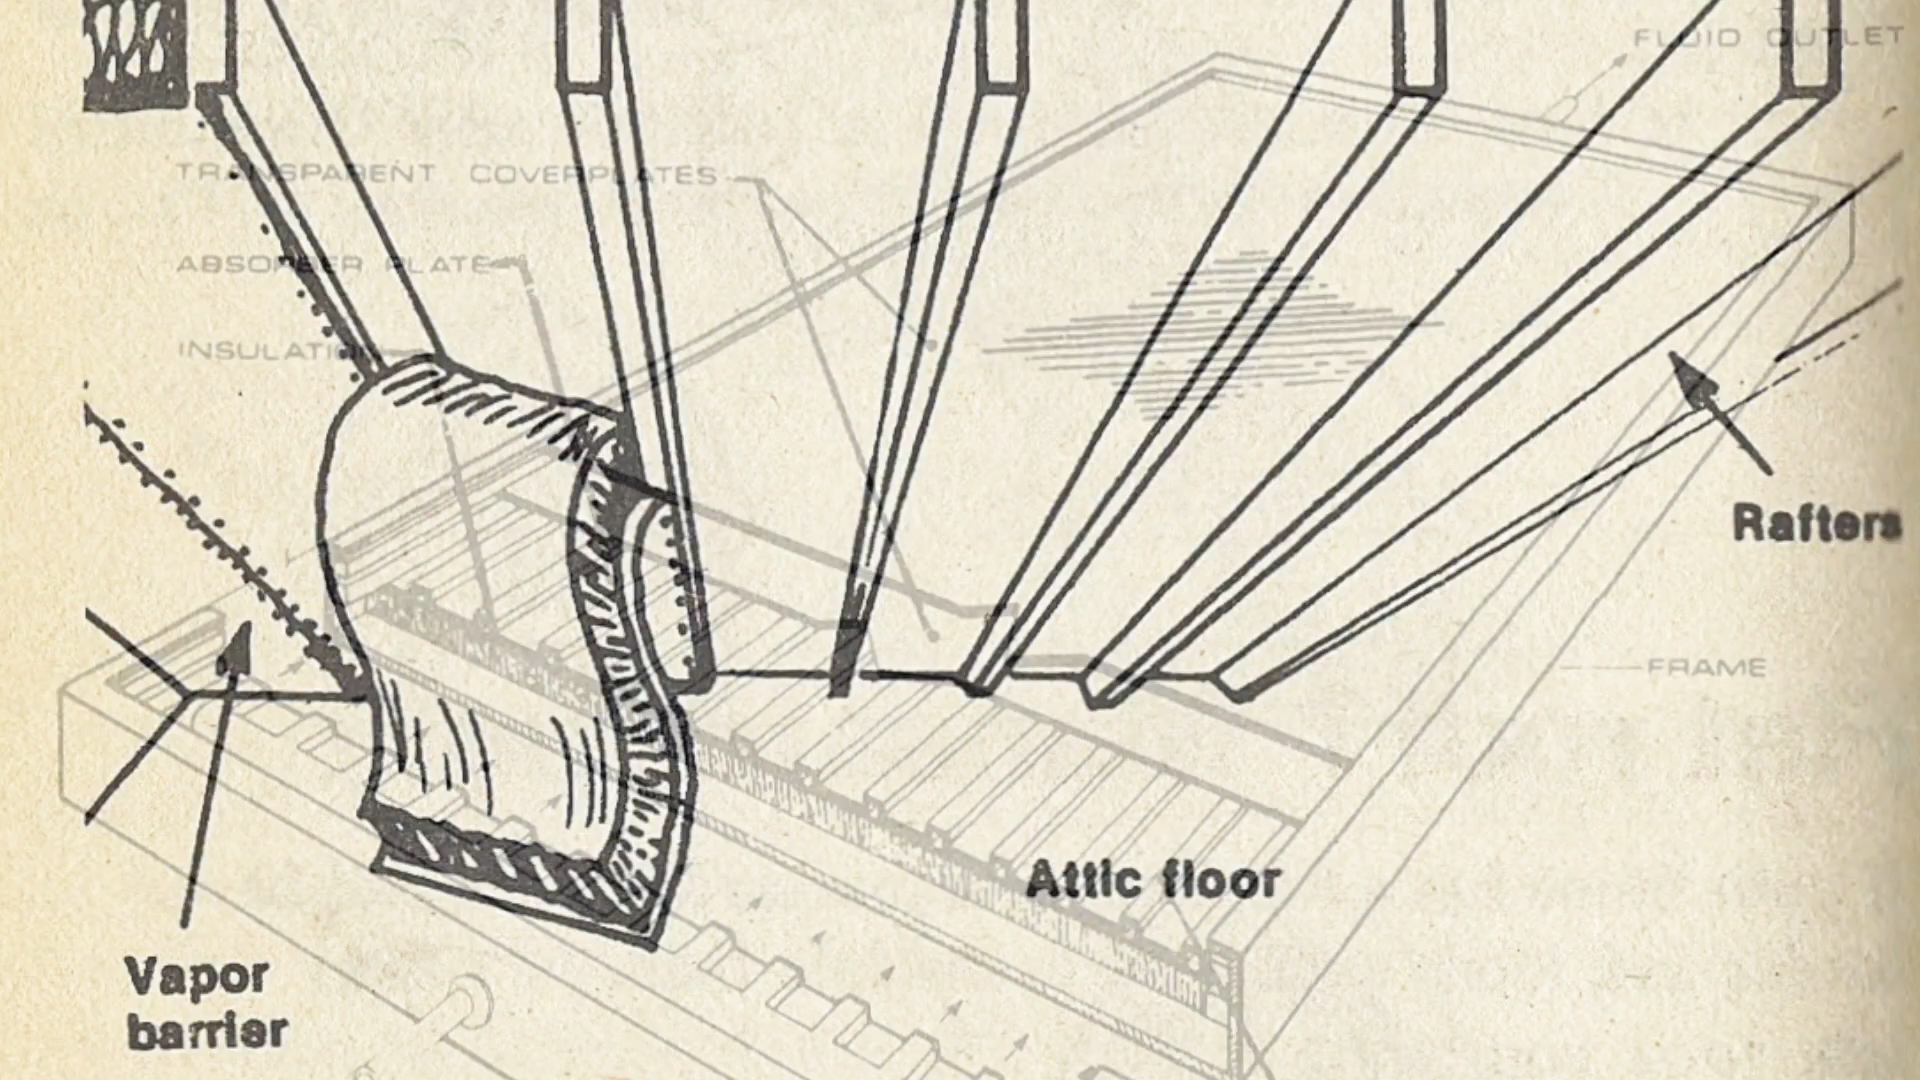 FLUID OUTLET
TRANSPARENT COVERPLATES
ABSORBER PLATE
INSULATION
Rafters
FRAME
Attic floor
Vapor
barrier